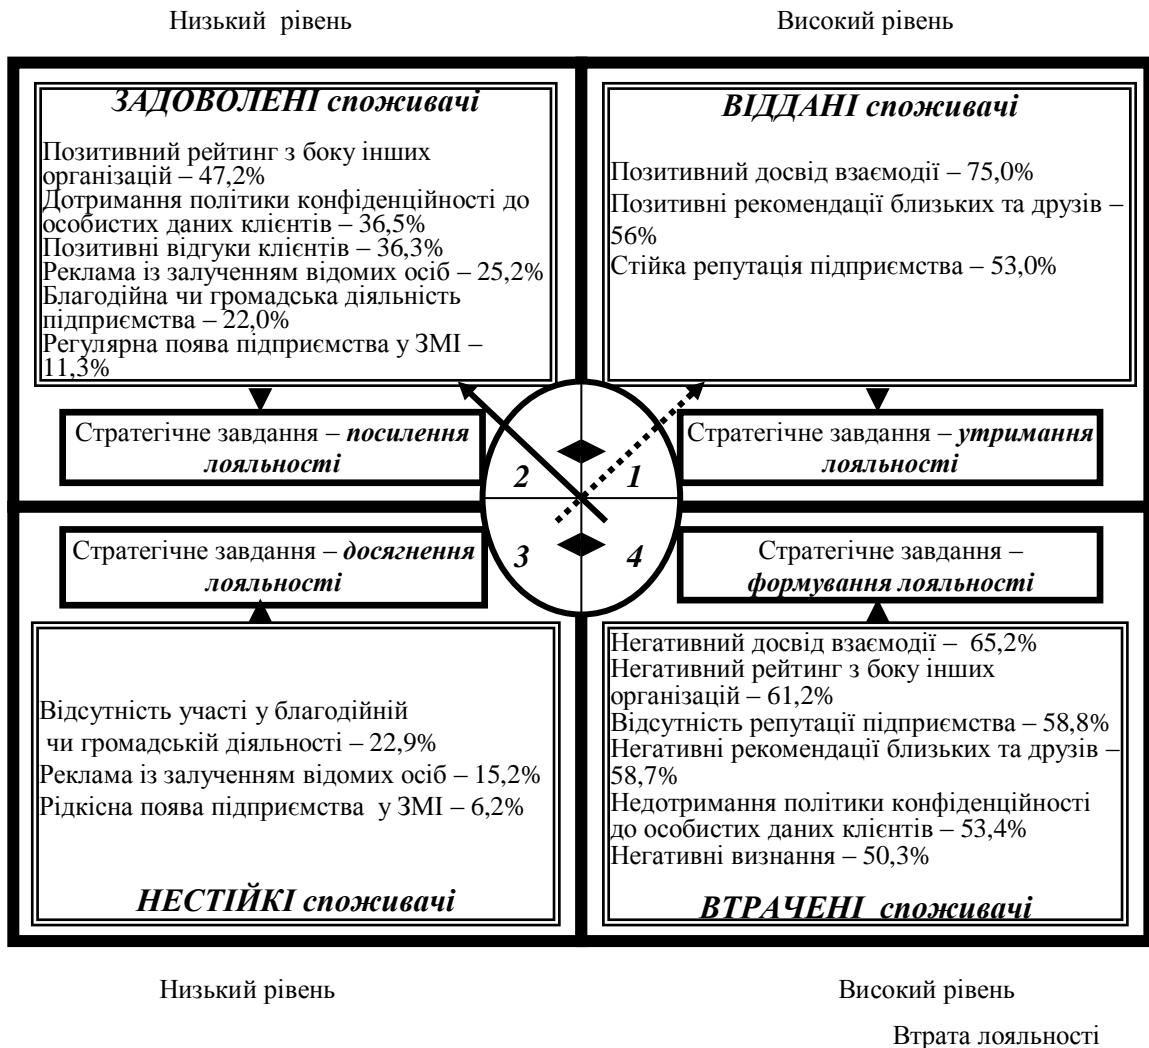 Низький рівень
Високий рівень
ЗАДОВОЛЕНІ споживачі
Позитивний рейтинг з боку інших
організацій – 47,2%
Дотримання політики конфіденційності до
особистих даних клієнтів – 36,5%
Позитивні відгуки клієнтів – 36,3%
Реклама із залученням відомих осіб – 25,2%
Благодійна чи громадська діяльність
підприємства – 22,0%
Регулярна поява підприємства у ЗМІ –
11,3%
ВІДДАНІ споживачі
Позитивний досвід взаємодії – 75,0%
Позитивні рекомендації близьких та друзів –
56%
Стійка репутація підприємства – 53,0%
Стратегічне завдання – посилення
лояльності
Стратегічне завдання – утримання
лояльності
2
1
3
4
Стратегічне завдання – досягнення
лояльності
Стратегічне завдання –
формування лояльності
Відсутність участі у благодійній
чи громадській діяльності – 22,9%
Реклама із залученням відомих осіб – 15,2%
Рідкісна поява підприємства у ЗМІ – 6,2%
НЕСТІЙКІ споживачі
Негативний досвід взаємодії – 65,2%
Негативний рейтинг з боку інших
організацій – 61,2%
Відсутність репутації підприємства – 58,8%
Негативні рекомендації близьких та друзів –
58,7%
Недотримання політики конфіденційності
до особистих даних клієнтів – 53,4%
Негативні визнання – 50,3%
ВТРАЧЕНІ споживачі
Низький рівень
Високий рівень
Втрата лояльності